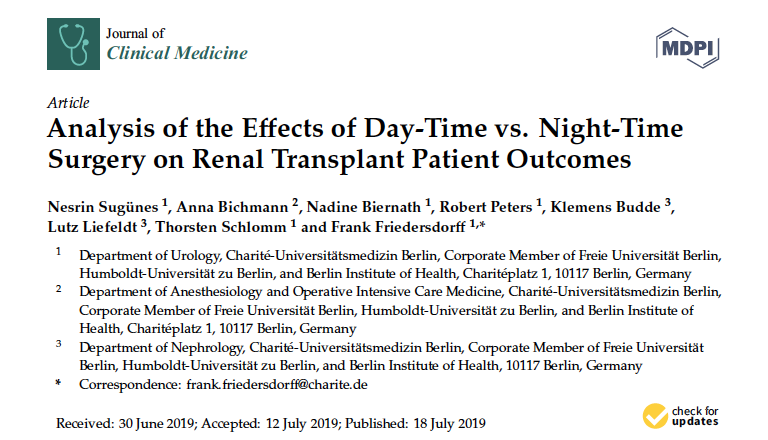 Journal of
Clinical Medicine
MDPI
Article
Analysis of the Effects of Day-Time vs. Night-Time
Surgery on Renal Transplant Patient Outcomes
Nesrin Sugünes 1, Anna Bichmann 2, Nadine Biernath 1, Robert Peters 1, Klemens Budde 3,
Lutz Liefeldt 3, Thorsten Schlomm 1 and Frank Friedersdorff 1,*
1 Department of Urology, Charité-Universitätsmedizin Berlin, Corporate Member of Freie Universität Berlin,
Humboldt-Universität zu Berlin, and Berlin Institute of Health, Charitéplatz 1, 10117 Berlin, Germany
2 Department of Anesthesiology and Operative Intensive Care Medicine, Charité-Universitätsmedizin Berlin,
Corporate Member of Freie Universität Berlin, Humboldt-Universität zu Berlin, and Berlin Institute of
Health, Charitéplatz 1, 10117 Berlin, Germany
3 Department of Nephrology, Charité-Universitätsmedizin Berlin, Corporate Member of Freie Universität
Berlin, Humboldt-Universität zu Berlin, and Berlin Institute of Health, 10117 Berlin, Germany
* Correspondence: frank.friedersdorff@charite.de
Received: 30 June 2019; Accepted: 12 July 2019; Published: 18 July 2019
check for
updates